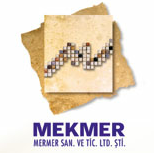 MEKMER
MERMER SAN. VE TİC. LTD. ŞTİ.